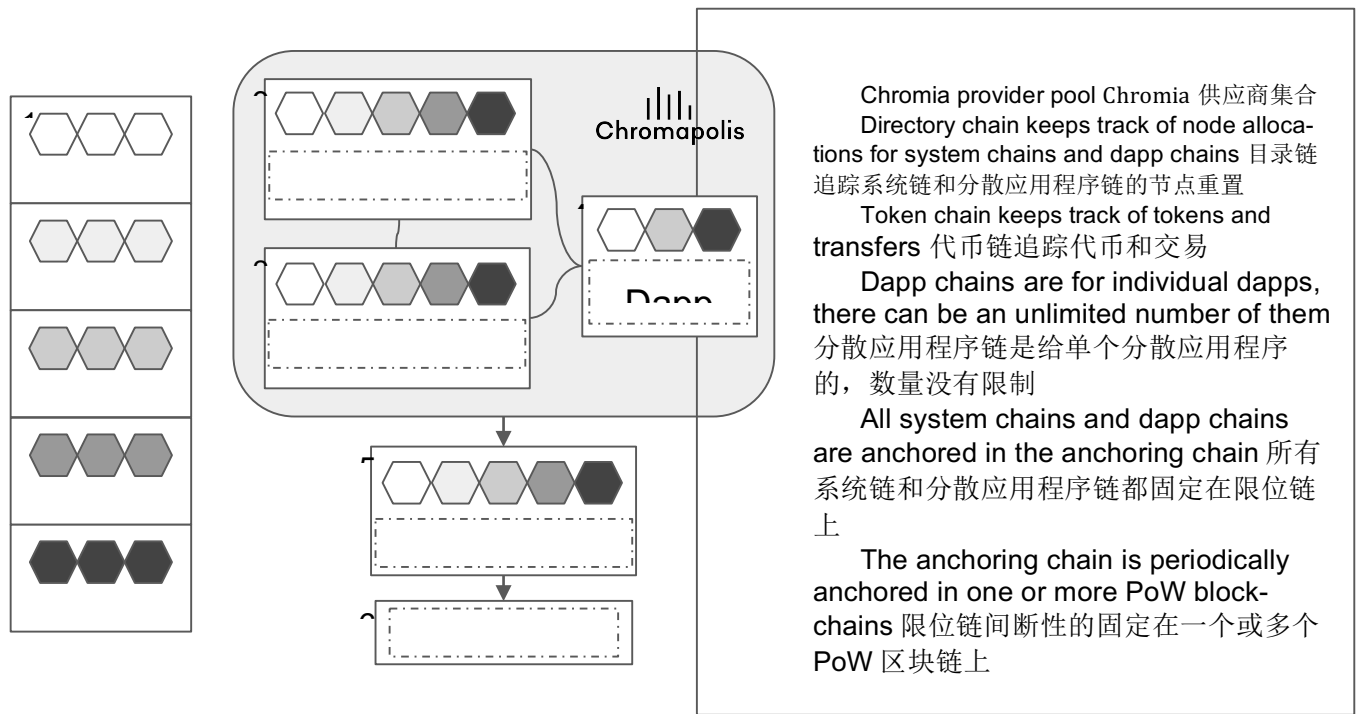 Chromapolis
Dapp
Chromia provider pool Chromia 供应商集合
Directory chain keeps track of node alloca-
tions for system chains and dapp chains 目录链
追踪系统链和分散应用程序链的节点重置
Token chain keeps track of tokens and
transfers 代币链追踪代币和交易
Dapp chains are for individual dapps,
there can be an unlimited number of them
分散应用程序链是给单个分散应用程序
的，数量没有限制
All system chains and dapp chains
are anchored in the anchoring chain 所有
系统链和分散应用程序链都固定在限位链
上
The anchoring chain is periodically
anchored in one or more PoW block-
chains 限位链间断性的固定在一个或多个
PoW 区块链上